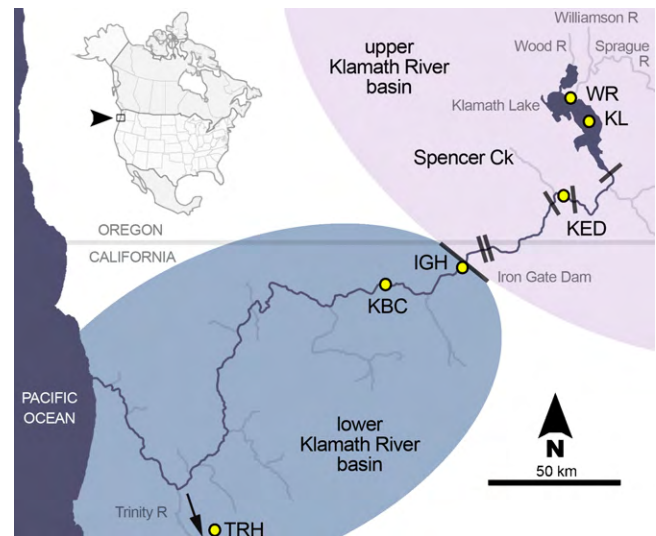 Williamson R
upper
Klamath River
basin
Wood R
Sprague
R
Klamath Lake
WR
KL
Spencer Ck
KED
OREGON
CALIFORNIA
IGH
Iron Gate Dam
KBC
PACIFIC
OCEAN
lower
Klamath River
basin
N
50 km
Trinity R
TRH